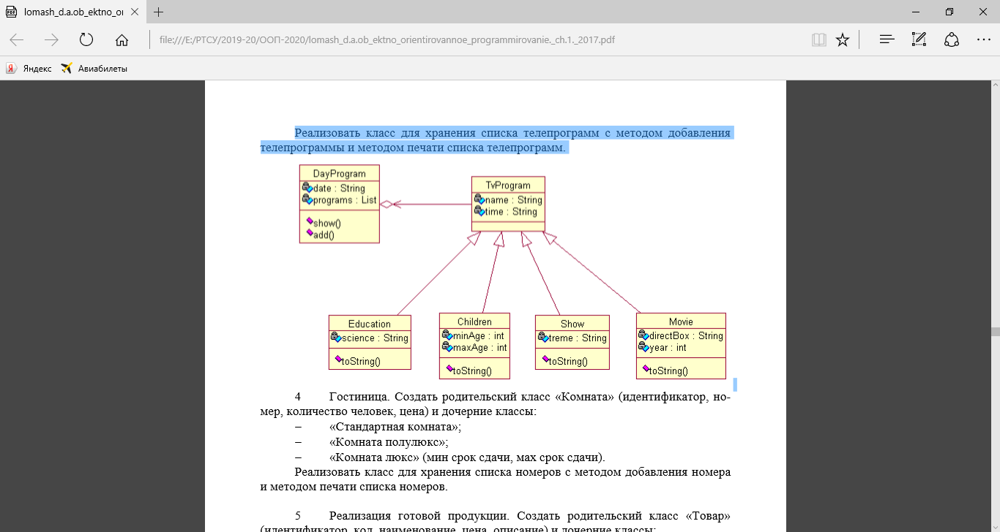 lomash_d.a.ob_ektno_oı
file:///E:/РТСУ/2019-20/ООП-2020/lomash_d.a.ob_ektno_orientirovannoe_programmirovanie._ch.1._2017.pdf
Яндекс Авиабилеты
Реализовать класс для хранения списка телепрограмм с методом добавления
телепрограммы и методом печати списка телепрограмм.
DayProgram
date : String
programs : List
show()
add()
TvProgram
name : String
time : String
Education
science : String
toString()
Children
minAge : int
maxAge : int
toString()
Show
treme : String
toString()
Movie
directBox : String
year : int
toString()
4 Гостиница. Создать родительский класс «Комната» (идентификатор, но-
мер, количество человек, цена) и дочерние классы:
– «Стандартная комната»;
– «Комната полулюкс»;
– «Комната люкс» (мин срок сдачи, мах срок сдачи).
Реализовать класс для хранения списка номеров с методом добавления номера
и методом печати списка номеров.
5 Реализация готовой продукции. Создать родительский класс «Товар»
(идентификатор, код, наименование, цена, описание) и дочерние классы: